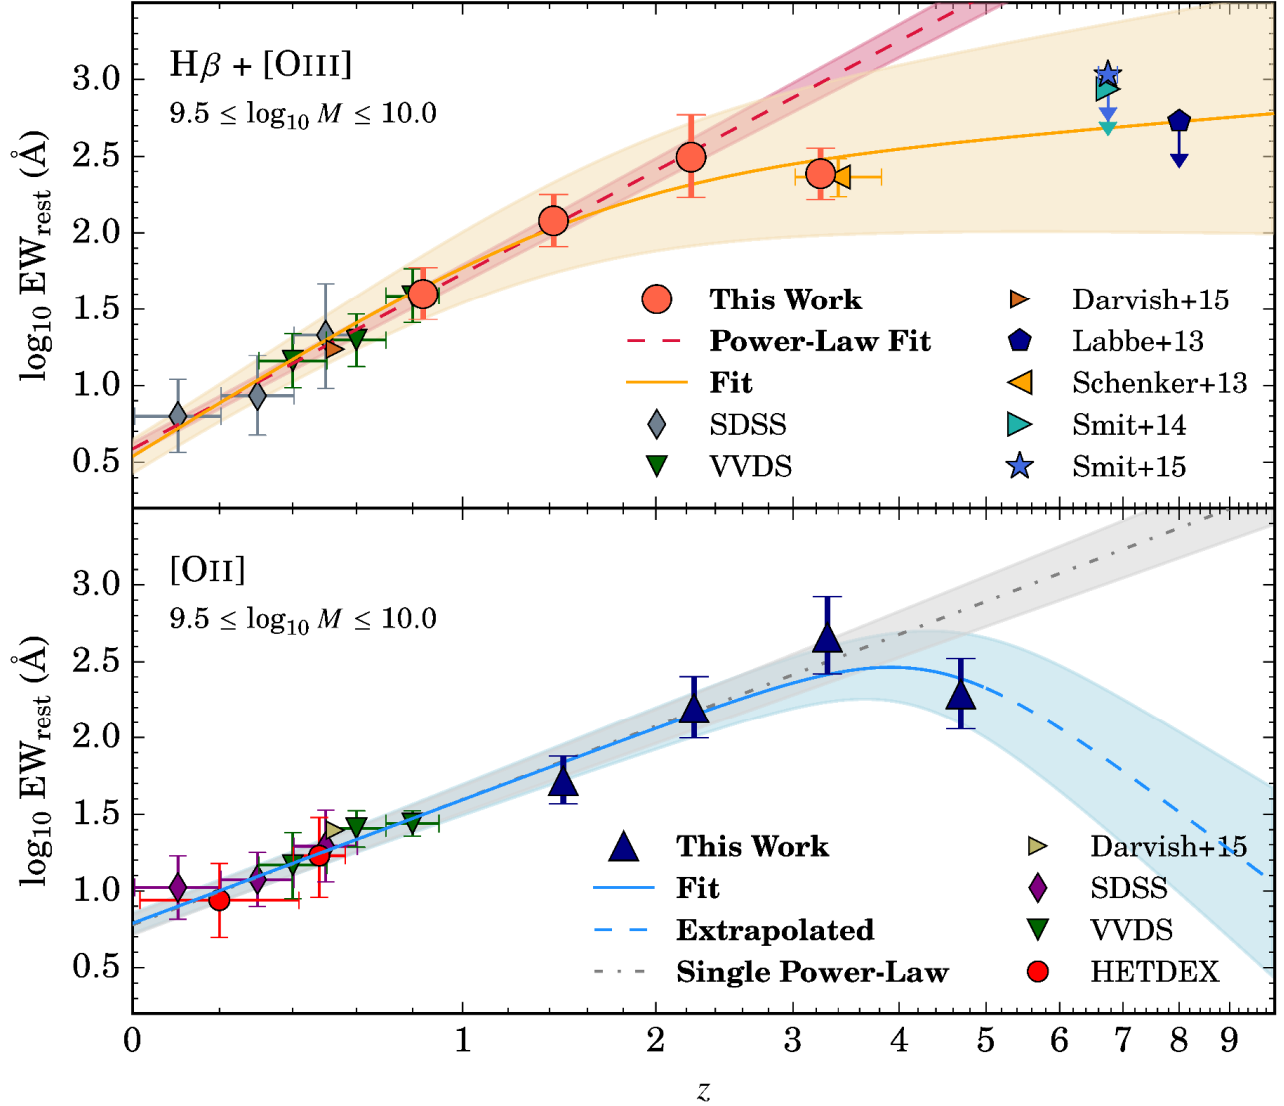 Hβ + [OIII]
9.5 ≤ log₁₀ M ≤ 10.0
log₁₀ EWrest (Å)
3.0
2.5
2.0
1.5
1.0
0.5
This Work
Power-Law Fit
Fit
SDSS
VVDS
Darvish+15
Labbe+13
Schenker+13
Smit+14
Smit+15
[OII]
9.5 ≤ log₁₀ M ≤ 10.0
log₁₀ EWrest (Å)
3.0
2.5
2.0
1.5
1.0
0.5
This Work
Fit
Extrapolated
Single Power-Law
Darvish+15
SDSS
VVDS
HETDEX
0 1 2 3 4 5 6 7 8 9
z